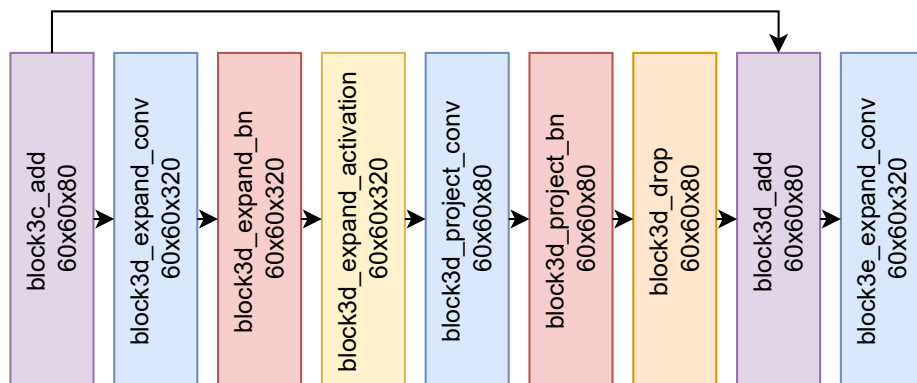 block3c_add
60x60x80
block3d_expand_conv
60x60x320
block3d_expand_bn
60x60x320
block3d_expand_activation
60x60x320
block3d_project_conv
60x60x80
block3d_project_bn
60x60x80
block3d_drop
60x60x80
block3d_add
60x60x80
block3e_expand_conv
60x60x320